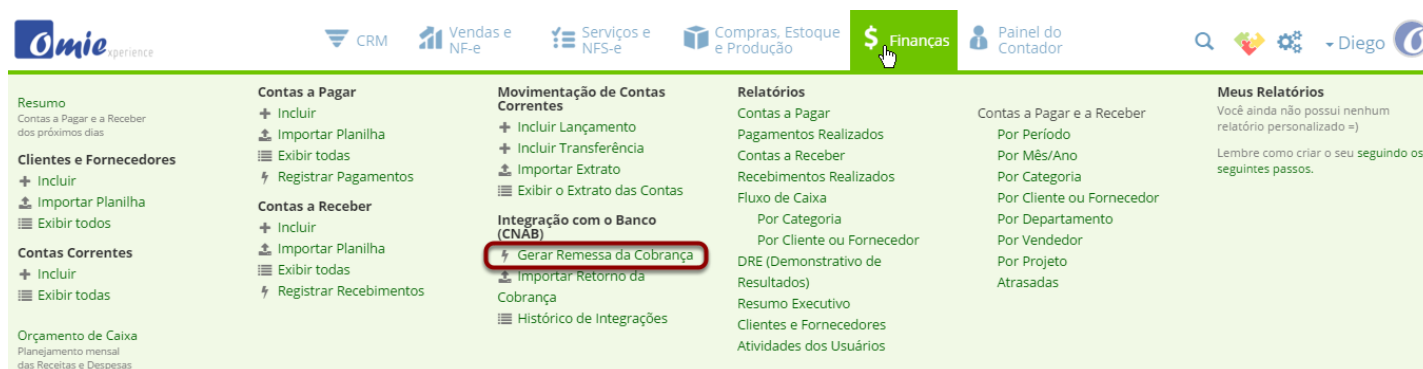 Omie xperience
CRM
Vendas e
NF-e
Serviços e
NFS-e
Compras, Estoque
e Produção
$ Finanças
Painel do
Contador
Diego
Resumo
Contas a Pagar e a Receber
dos próximos dias
Clientes e Fornecedores
Incluir
Importar Planilha
Exibir todos
Contas Correntes
Incluir
Exibir todas
Orçamento de Caixa
Planejamento mensal
das Receitas e Despesas
Contas a Pagar
Incluir
Importar Planilha
Exibir todas
Registrar Pagamentos
Contas a Receber
Incluir
Importar Planilha
Exibir todas
Registrar Recebimentos
Movimentação de Contas
Correntes
Incluir Lançamento
Incluir Transferência
Importar Extrato
Exibir o Extrato das Contas
Integração com o Banco
(CNAB)
Gerar Remessa da Cobrança
Importar Retorno da
Cobrança
Histórico de Integrações
Relatórios
Contas a Pagar
Pagamentos Realizados
Contas a Receber
Recebimentos Realizados
Fluxo de Caixa
Por Categoria
Por Cliente ou Fornecedor
DRE (Demonstrativo de
Resultados)
Resumo Executivo
Clientes e Fornecedores
Atividades dos Usuários
Contas a Pagar e a Receber
Por Período
Por Mês/Ano
Por Categoria
Por Cliente ou Fornecedor
Por Departamento
Por Vendedor
Por Projeto
Atrasadas
Meus Relatórios
Você ainda não possui nenhum
relatório personalizado =)
Lembre como criar o seu seguindo os
seguintes passos.